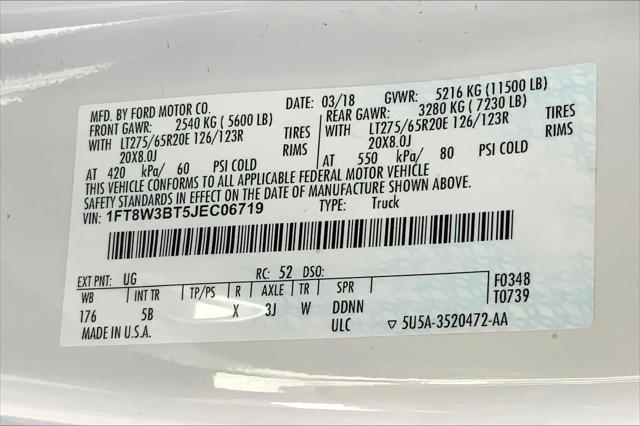 MFD. BY FORD MOTOR CO. DATE: 03/18 GVWR: 5216 KG (11500 LB)
FRONT GAWR: 2540 KG ( 5600 LB) REAR GAWR: 3280 KG ( 7230 LB)
WITH LT275/65R20E 126/123R TIRES WITH LT275/65R20E 126/123R TIRES
20X8.0J RIMS 20X8.0J RIMS
AT 420 kPa/ 60 PSI COLD AT 550 kPa/ 80 PSI COLD
THIS VEHICLE CONFORMS TO ALL APPLICABLE FEDERAL MOTOR VEHICLE
SAFETY STANDARDS IN EFFECT ON THE DATE OF MANUFACTURE SHOWN ABOVE.
VIN: 1FT8W3BT5JEC06719 TYPE: Truck
EXT PNT: UG RC: 52 DSO:
WB INT TR TP/PS R AXLE TR SPR F0348
176 5B X 3J W DDNN T0739
MADE IN U.S.A. ULC ▽ 5U5A-3520472-AA